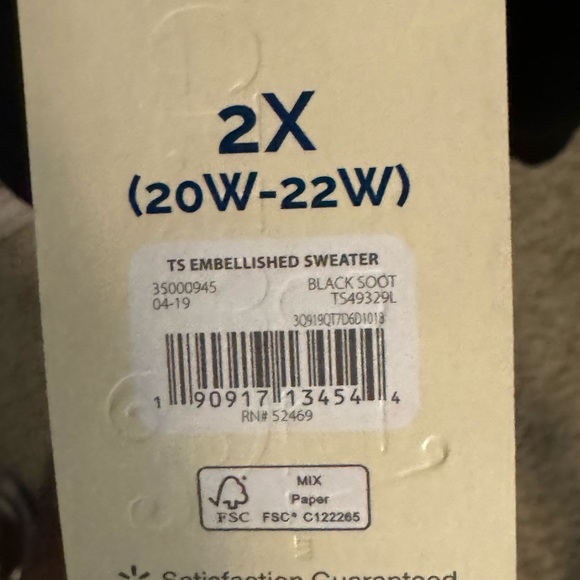 2X
(20W-22W)
TS EMBELLISHED SWEATER
35000945 BLACK SOOT
04-19 TS49329L
3Q919QT7D6D1018
1 90917 13454 4
RN# 52469
MIX
Paper
FSC FSC® C122265
Satisfaction Guaranteed